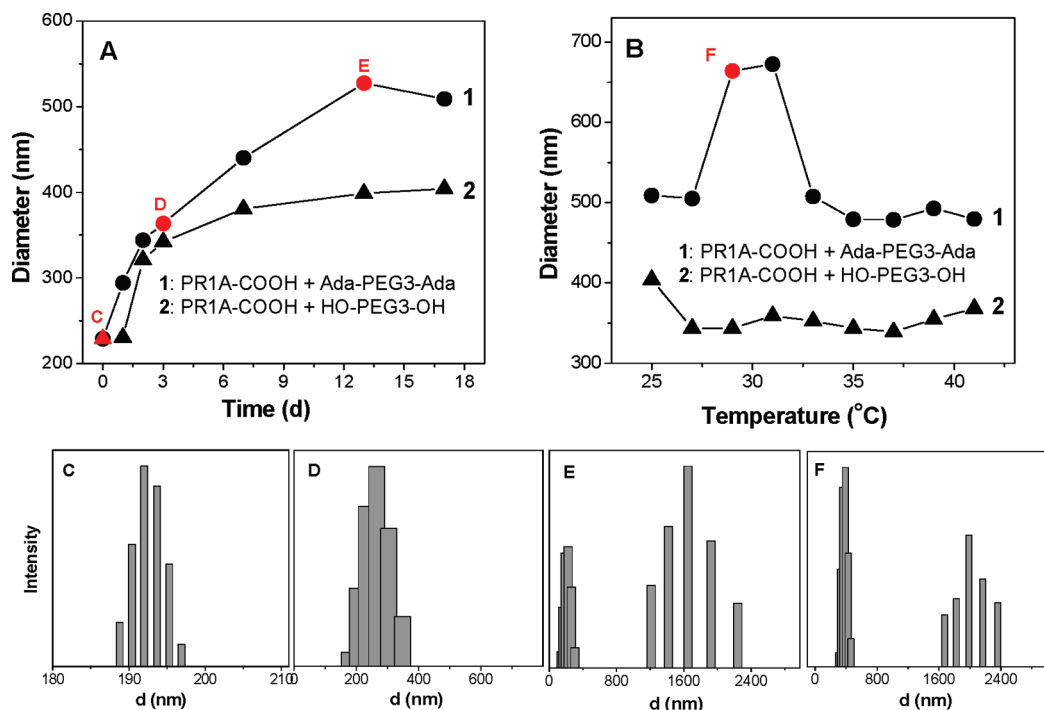 A
600
500
400
300
200
Diameter (nm)
C
D
E
1
2
1: PR1A-COOH + Ada-PEG3-Ada
2: PR1A-COOH + HO-PEG3-OH
0 3 6 9 12 15 18
Time (d)
B
700
600
500
400
300
Diameter (nm)
F
1
1: PR1A-COOH + Ada-PEG3-Ada
2: PR1A-COOH + HO-PEG3-OH
2
25 30 35 40
Temperature (°C)
C
Intensity
180 190 200 210
d (nm)
D
0 200 400 600
d (nm)
E
0 800 1600 2400
d (nm)
F
0 800 1600 2400
d (nm)